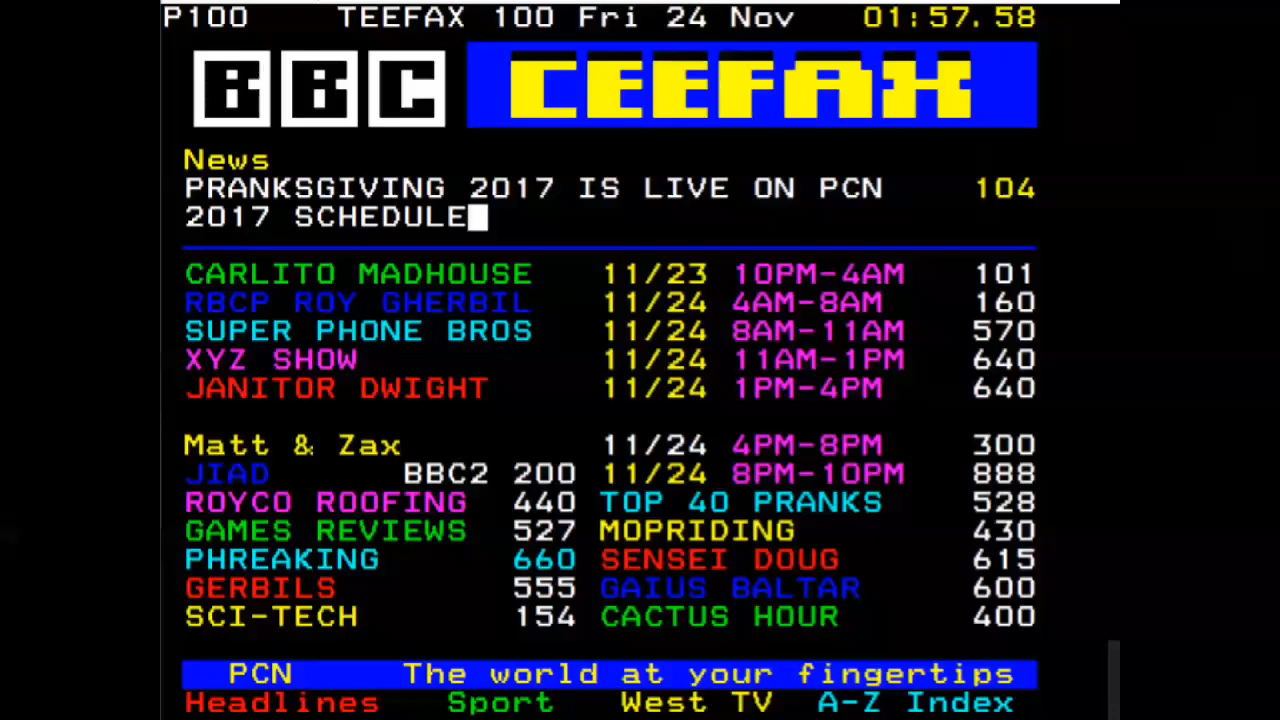 P100 TEEFAX 100 Fri 24 Nov 01:57.58
BBC CEEFAX
News
PRANKSGIVING 2017 IS LIVE ON PCN 104
2017 SCHEDULE
CARLITO MADHOUSE 11/23 10PM-4AM 101
RBCP ROY GHERBIL 11/24 4AM-8AM 160
SUPER PHONE BROS 11/24 8AM-11AM 570
XYZ SHOW 11/24 11AM-1PM 640
JANITOR DWIGHT 11/24 1PM-4PM 640
Matt & Zax 11/24 4PM-8PM 300
JIAD BBC2 200 11/24 8PM-10PM 888
ROYCO ROOFING 440 TOP 40 PRANKS 528
GAMES REVIEWS 527 MOPRIDING 430
PHREAKING 660 SENSEI DOUG 615
GERBILS 555 GAIUS BALTAR 600
SCI-TECH 154 CACTUS HOUR 400
PCN The world at your fingertips
Headlines Sport West TV A-Z Index